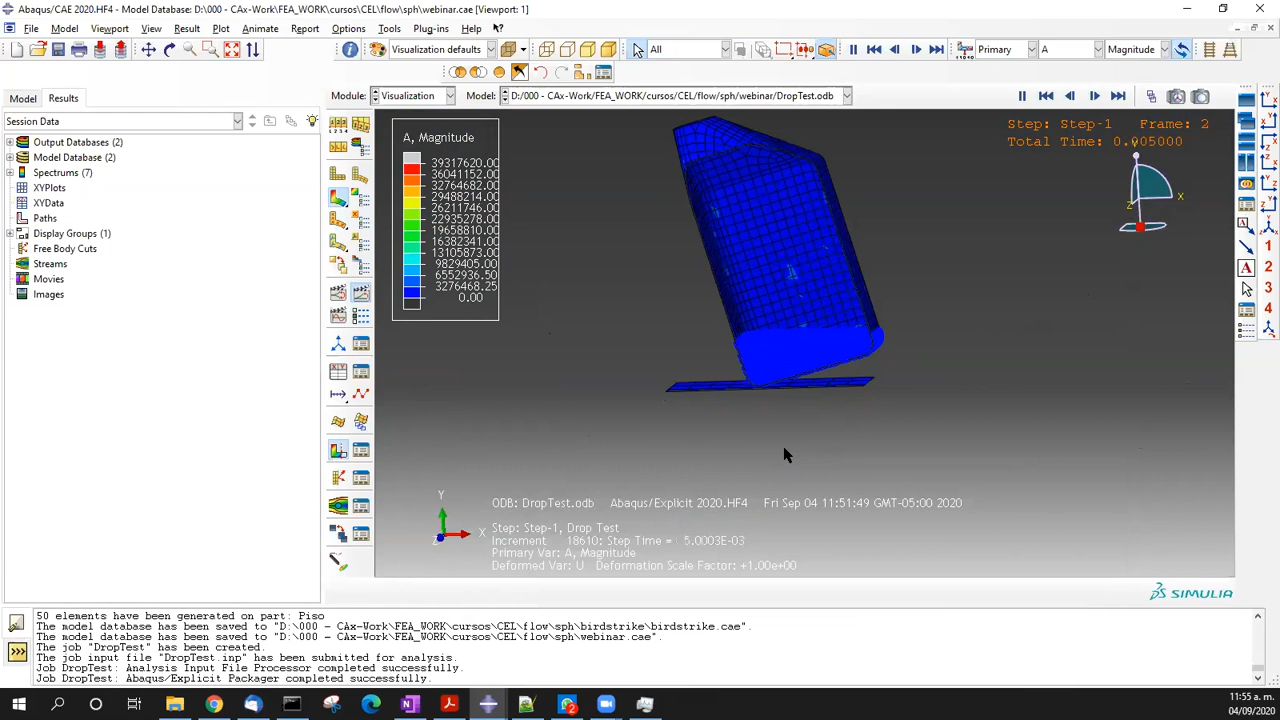 Abaqus/CAE 2020.HF4 - Model Database: D:\000 - CAx-Work\FEA_WORK\cursos\CEL\flow\sph\webinar.cae [Viewport: 1]
File Model Viewport View Result Plot Animate Report Options Tools Plug-ins Help
Visualization defaults All Primary A Magnitude
Model Results
Module: Visualization Model: D:/000 - CAx-Work/FEA_WORK/cursos/CEL/flow/sph/webinar/DropTest.odb
Session Data
Output Databases (2)
Model Database (2)
Spectrums (7)
XYPlots
XYData
Paths
Display Groups (1)
Free Body Cuts
Streams
Movies
Images
A, Magnitude
39317620.00
36041152.00
32764682.00
29488214.00
26211746.00
22935278.00
19658810.00
16382341.00
13105873.00
9829405.00
6552936.50
3276468.25
0.00
Step: Step-1 Frame: 2
Total Time: 0.005000
Y
X
Z
1
2
3
4
Y
X
Z
ODB: DropTest.odb Abaqus/Explicit 2020.HF4 Fri Sep 04 11:51:49 GMT-05:00 2020
Step: Step-1, Drop Test
Increment 18610: Step Time = 5.0003E-03
Primary Var: A, Magnitude
Deformed Var: U Deformation Scale Factor: +1.00e+00
SIMULIA
50 elements have been generated on part: Piso
The model database has been saved to "D:\000 - CAx-Work\FEA_WORK\cursos\CEL\flow\sph\birdstrike\birdstrike.cae".
The model database has been saved to "D:\000 - CAx-Work\FEA_WORK\cursos\CEL\flow\sph\webinar.cae".
The job "DropTest" has been created.
The job input file "DropTest.inp" has been submitted for analysis.
Job DropTest: Analysis Input File Processor completed successfully.
Job DropTest: Abaqus/Explicit Packager completed successfully.
11:55 a. m.
04/09/2020